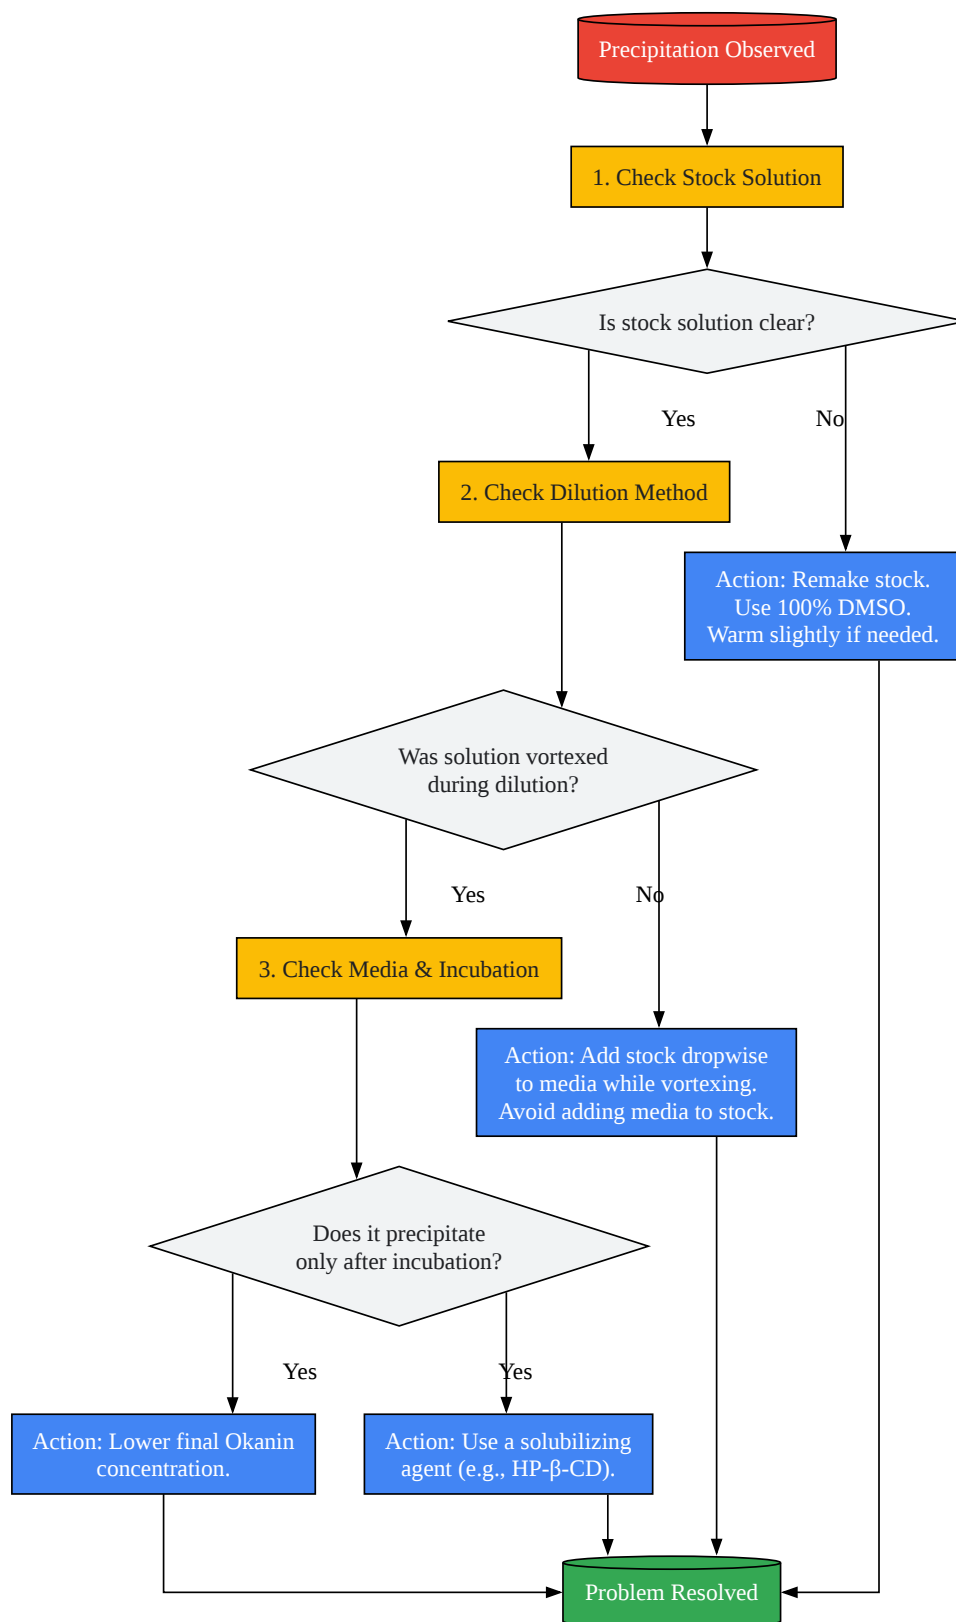 Precipitation Observed
1. Check Stock Solution
Is stock solution clear?
Yes
No
2. Check Dilution Method
Action: Remake stock.
Use 100% DMSO.
Warm slightly if needed.
Was solution vortexed
during dilution?
Yes
No
3. Check Media & Incubation
Action: Add stock dropwise
to media while vortexing.
Avoid adding media to stock.
Does it precipitate
only after incubation?
Yes
Yes
Action: Lower final Okanin
concentration.
Action: Use a solubilizing
agent (e.g., HP-β-CD).
Problem Resolved